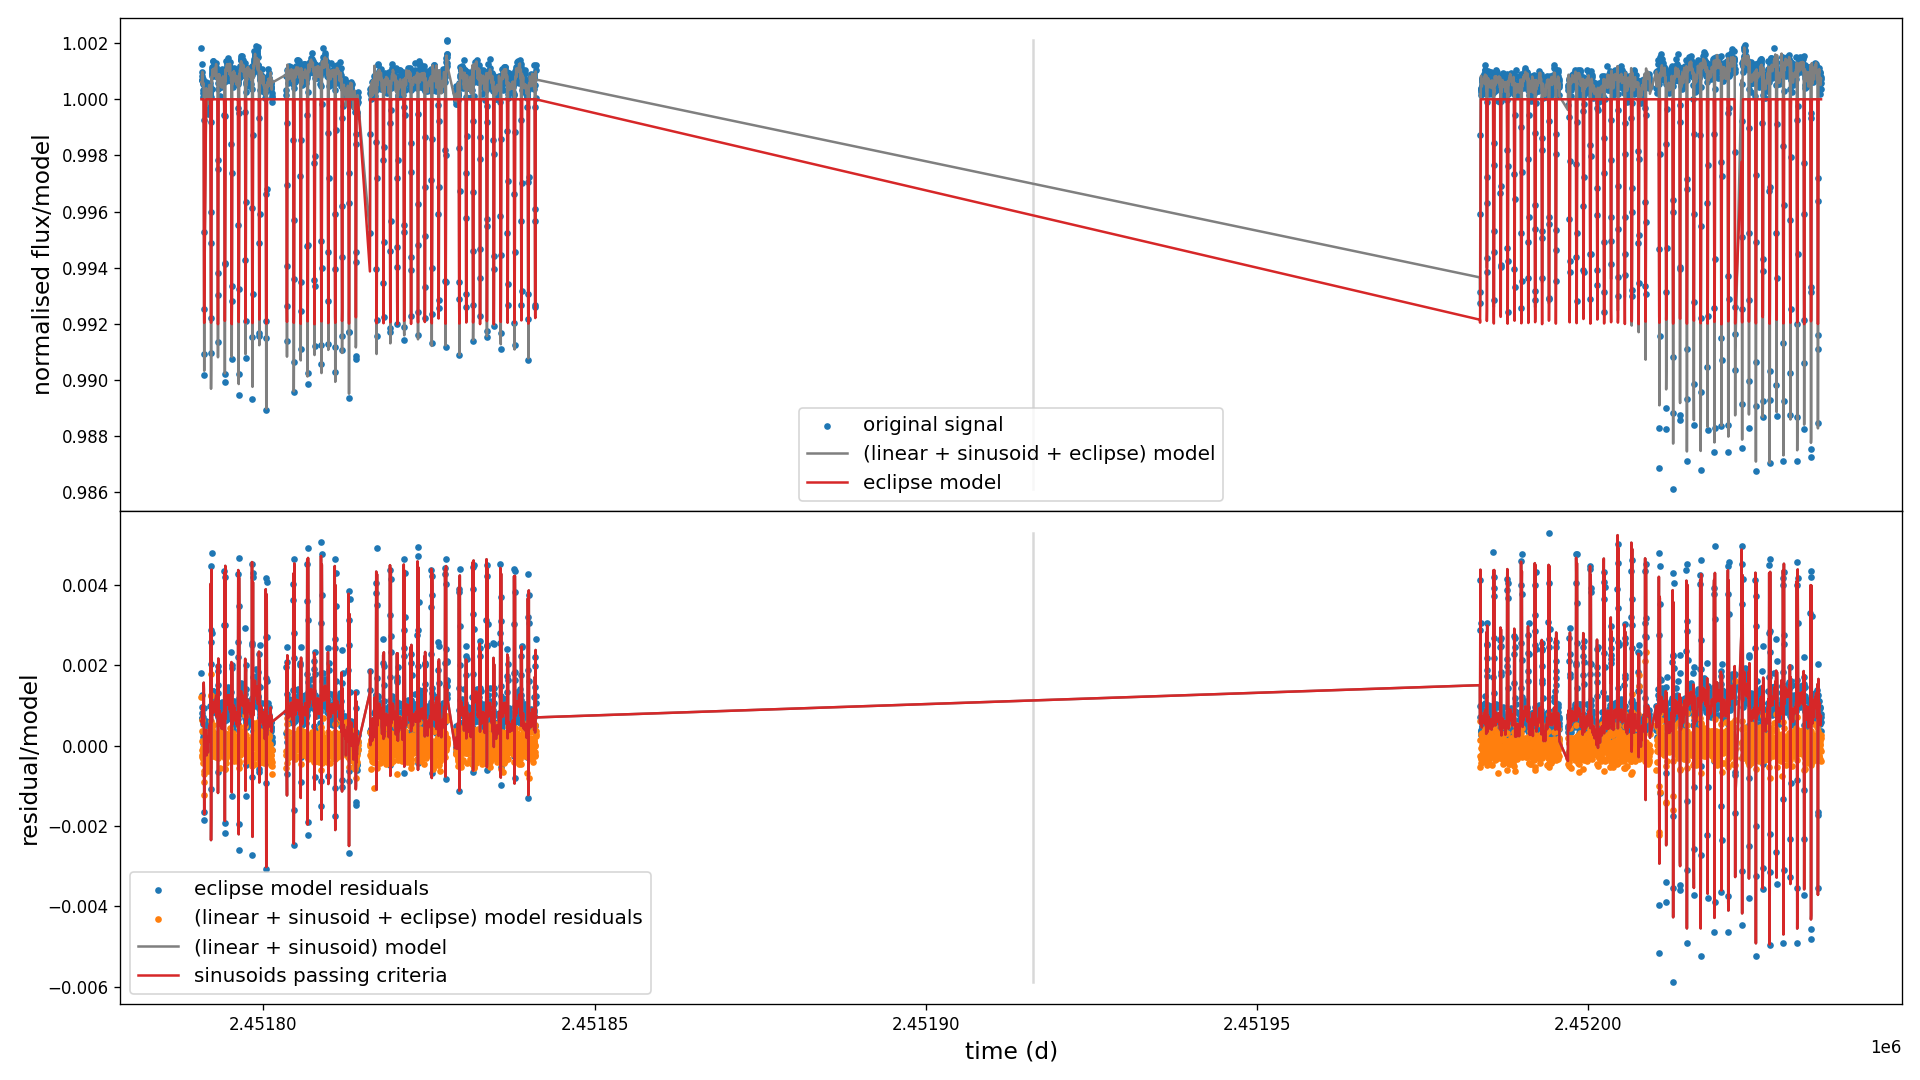 normalised flux/model
1.002
1.000
0.998
0.996
0.994
0.992
0.990
0.988
0.986
original signal
(linear + sinusoid + eclipse) model
eclipse model
residual/model
0.004
0.002
0.000
−0.002
−0.004
−0.006
eclipse model residuals
(linear + sinusoid + eclipse) model residuals
(linear + sinusoid) model
sinusoids passing criteria
2.45180 2.45185 2.45190 2.45195 2.45200
1e6
time (d)